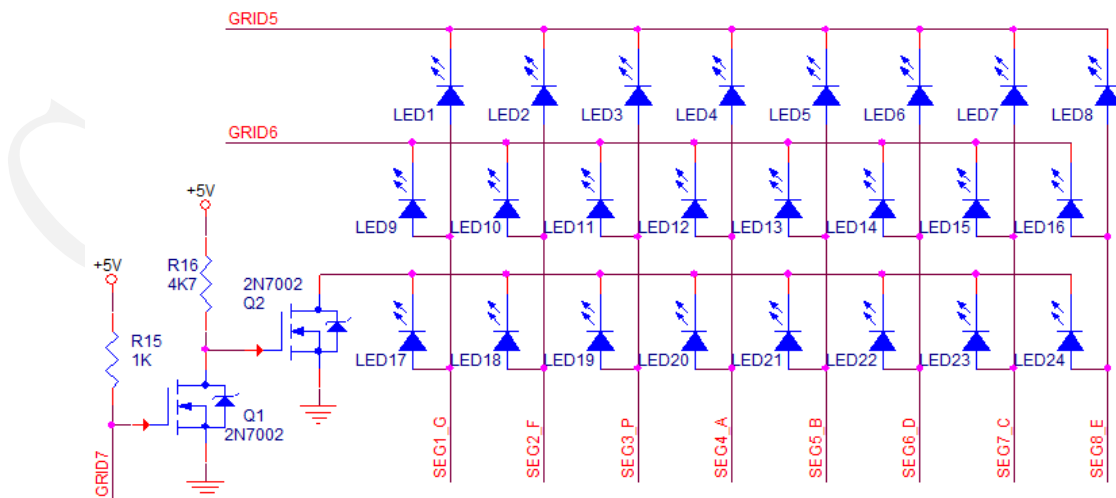 GRID5
LED1 LED2 LED3 LED4 LED5 LED6 LED7 LED8
GRID6
+5V
LED9 LED10 LED11 LED12 LED13 LED14 LED15 LED16
+5V
R16
4K7
2N7002
Q2
R15
1K
LED17 LED18 LED19 LED20 LED21 LED22 LED23 LED24
Q1
2N7002
GRID7
SEG1_G
SEG2_F
SEG3_P
SEG4_A
SEG5_B
SEG6_D
SEG7_C
SEG8_E